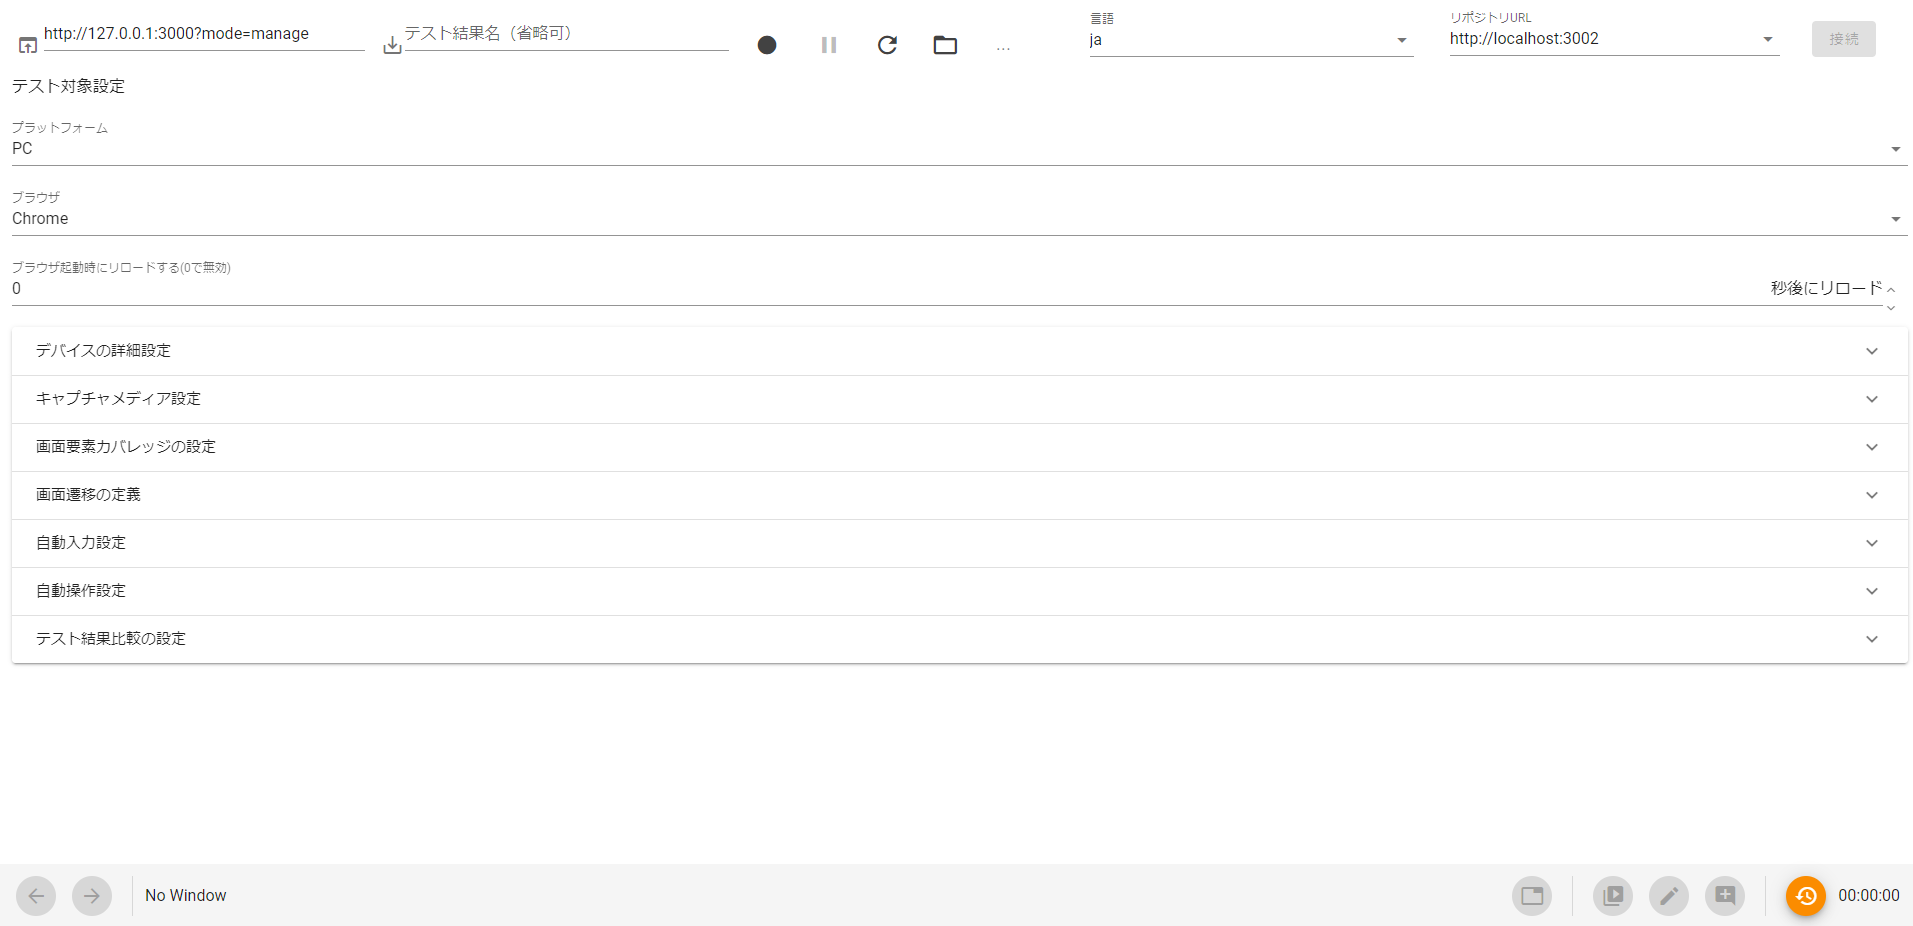 http://127.0.0.1:3000?mode=manage
テスト結果名（省略可）
...
言語
ja
リポジトリURL
http://localhost:3002
接続
テスト対象設定
プラットフォーム
PC
ブラウザ
Chrome
ブラウザ起動時にリロードする(0で無効)
0
秒後にリロード
デバイスの詳細設定
キャプチャメディア設定
画面要素カバレッジの設定
画面遷移の定義
自動入力設定
自動操作設定
テスト結果比較の設定
No Window
00:00:00